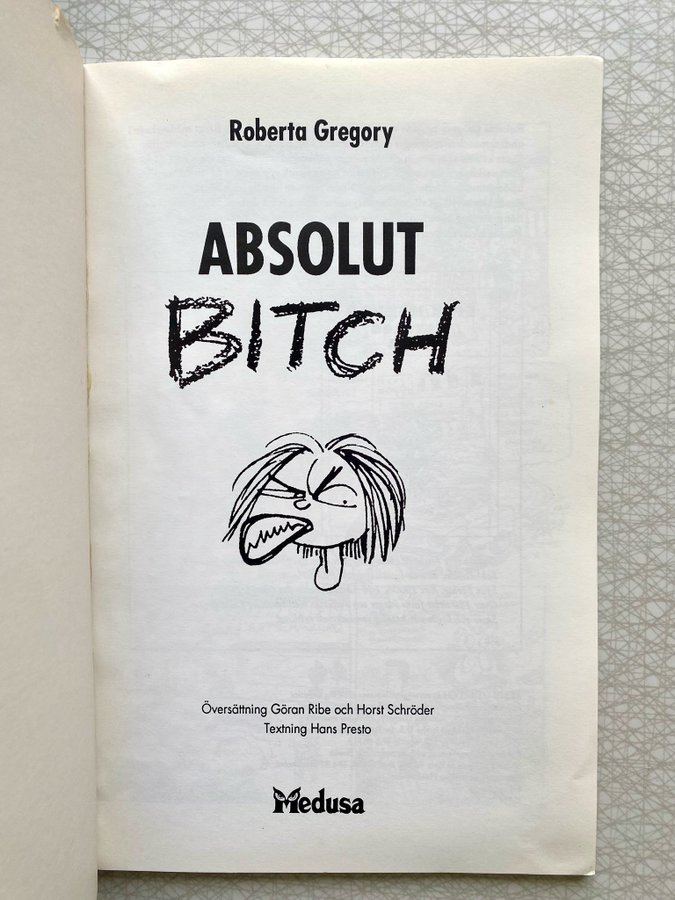 Roberta Gregory
ABSOLUT
BITCH
Översättning Göran Ribe och Horst Schröder
Textning Hans Presto
Medusa